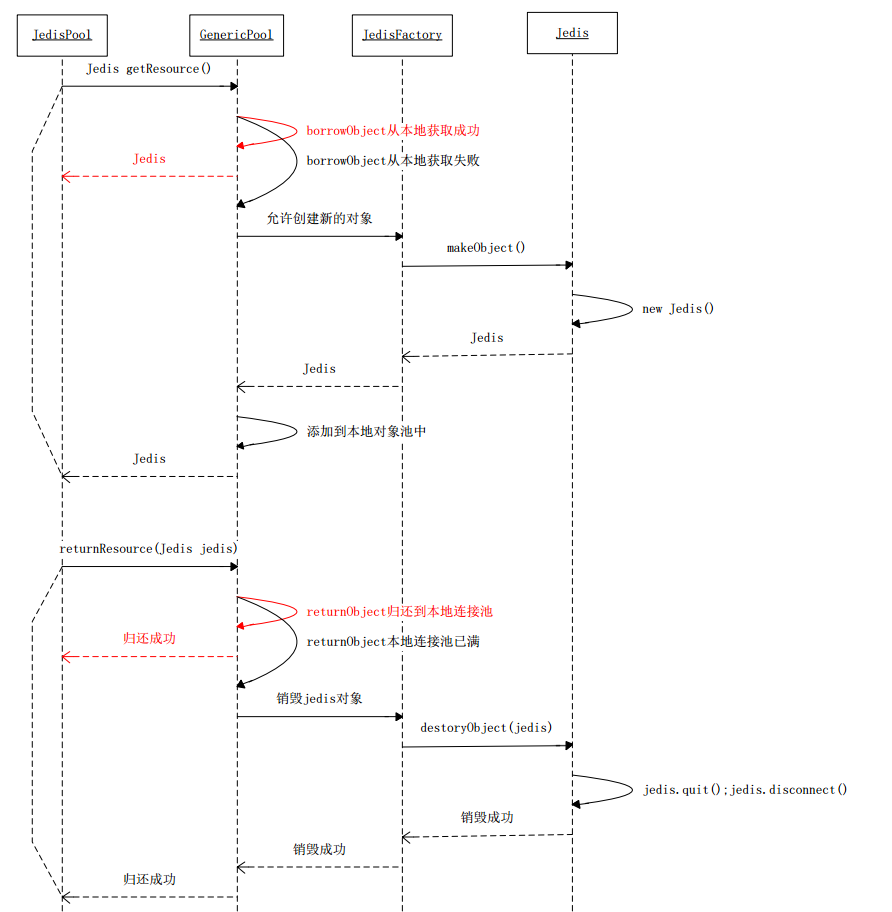 JedisPool
GenericPool
JedisFactory
Jedis
Jedis getResource()
borrowObject从本地获取成功
Jedis
borrowObject从本地获取失败
允许创建新的对象
makeObject()
new Jedis()
Jedis
Jedis
添加到本地对象池中
Jedis
returnResource(Jedis jedis)
returnObject归还到本地连接池
归还成功
returnObject本地连接池已满
销毁jedis对象
destoryObject(jedis)
jedis.quit();jedis.disconnect()
销毁成功
销毁成功
归还成功